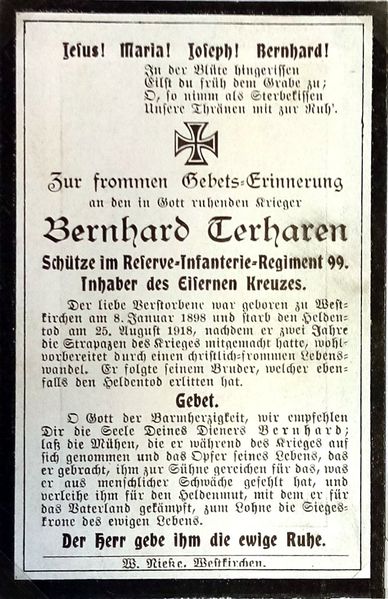 Jesus! Maria! Joseph! Bernhard!
In der Blüte hingerissen
Eilst du früh dem Grabe zu;
O, so nimm als Sterbekissen
Unsere Thränen mit zur Ruh'.
Zur frommen Gebets-Erinnerung
an den in Gott ruhenden Krieger
Bernhard Terharen
Schütze im Reserve-Infanterie-Regiment 99.
Inhaber des Eisernen Kreuzes.
Der liebe Verstorbene war geboren zu West-
kirchen am 8. Januar 1898 und starb den Helden-
tod am 25. August 1918, nachdem er zwei Jahre
die Strapazen des Krieges mitgemacht hatte, wohl-
vorbereitet durch einen christlich-frommen Lebens-
wandel. Er folgte seinem Bruder, welcher eben-
falls den Heldentod erlitten hat.
Gebet.
O Gott der Barmherzigkeit, wir empfehlen
Dir die Seele Deines Dieners Bernhard;
laß die Mühen, die er während des Krieges auf
sich genommen und das Opfer seines Lebens, das
er gebracht, ihm zur Sühne gereichen für das, was
er aus menschlicher Schwäche gefehlt hat, und
verleihe ihm für den Heldenmut, mit dem er für
das Vaterland gekämpft, zum Lohne die Sieges-
krone des ewigen Lebens.
Der Herr gebe ihm die ewige Ruhe.
W. Nieke, Westkirchen.